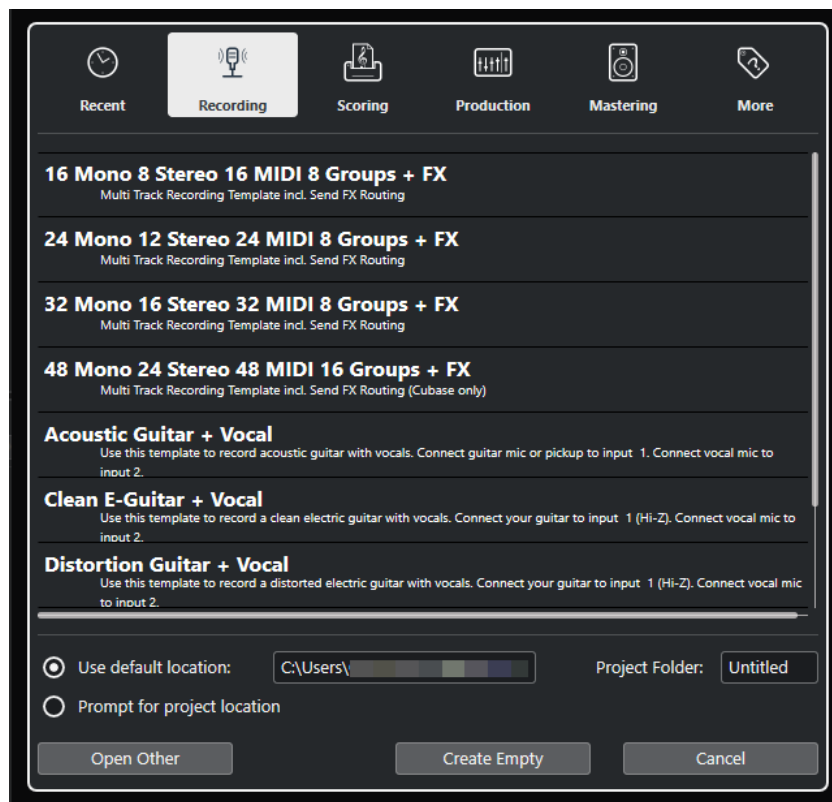 Recent Recording Scoring Production Mastering More
16 Mono 8 Stereo 16 MIDI 8 Groups + FX
Multi Track Recording Template incl. Send FX Routing
24 Mono 12 Stereo 24 MIDI 8 Groups + FX
Multi Track Recording Template incl. Send FX Routing
32 Mono 16 Stereo 32 MIDI 8 Groups + FX
Multi Track Recording Template incl. Send FX Routing
48 Mono 24 Stereo 48 MIDI 16 Groups + FX
Multi Track Recording Template incl. Send FX Routing (Cubase only)
Acoustic Guitar + Vocal
Use this template to record acoustic guitar with vocals. Connect guitar mic or pickup to input 1. Connect vocal mic to
input 2.
Clean E-Guitar + Vocal
Use this template to record a clean electric guitar with vocals. Connect your guitar to input 1 (Hi-Z). Connect vocal mic to
input 2.
Distortion Guitar + Vocal
Use this template to record a distorted electric guitar with vocals. Connect your guitar to input 1 (Hi-Z). Connect vocal mic
to input 2.
Use default location: C:\Users\ Project Folder: Untitled
Prompt for project location
Open Other Create Empty Cancel